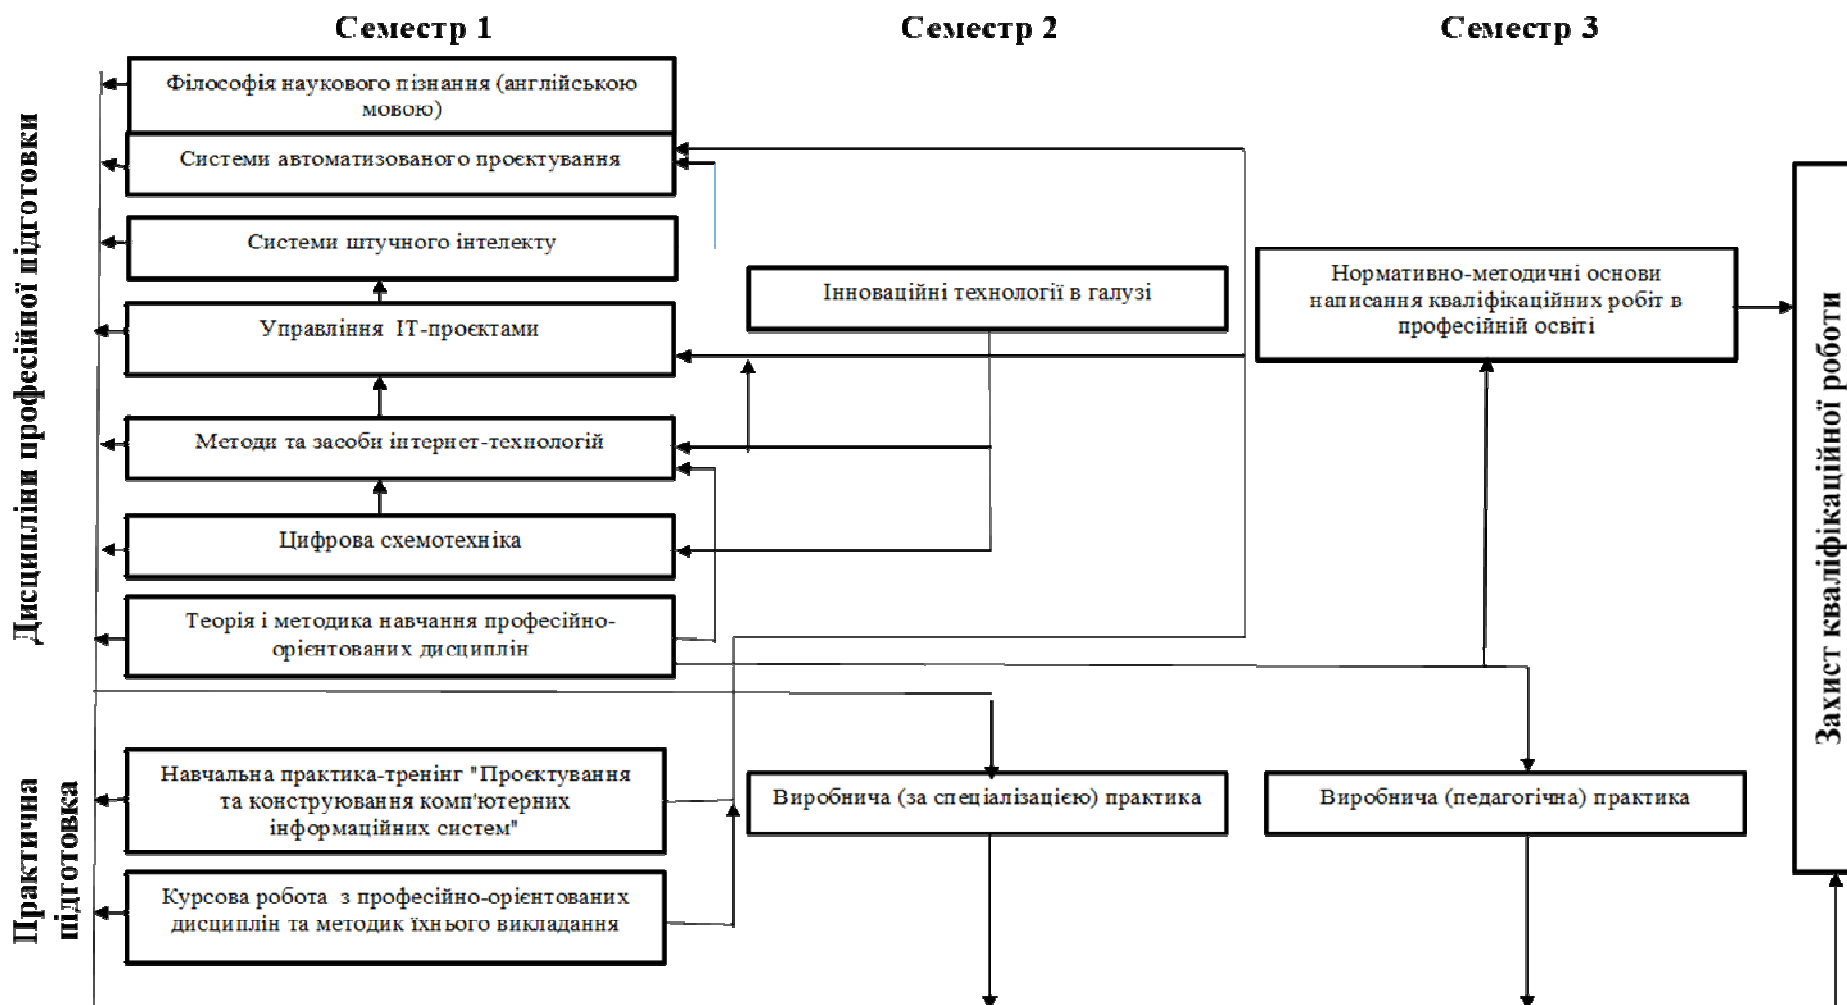 Семестр 1
Семестр 2
Семестр 3
Дисципліни професійної підготовки
Філософія наукового пізнання (англійською
мовою)
Системи автоматизованого проєктування
Системи штучного інтелекту
Управління ІТ-проєктами
Методи та засоби інтернет-технологій
Цифрова схемотехніка
Теорія і методика навчання професійно-
орієнтованих дисциплін
Інноваційні технології в галузі
Нормативно-методичні основи
написання кваліфікаційних робіт в
професійній освіті
Захист кваліфікаційної роботи
Практична
підготовка
Навчальна практика-тренінг "Проєктування
та конструювання комп'ютерних
інформаційних систем"
Курсова робота з професійно-орієнтованих
дисциплін та методик їхнього викладання
Виробнича (за спеціалізацією) практика
Виробнича (педагогічна) практика